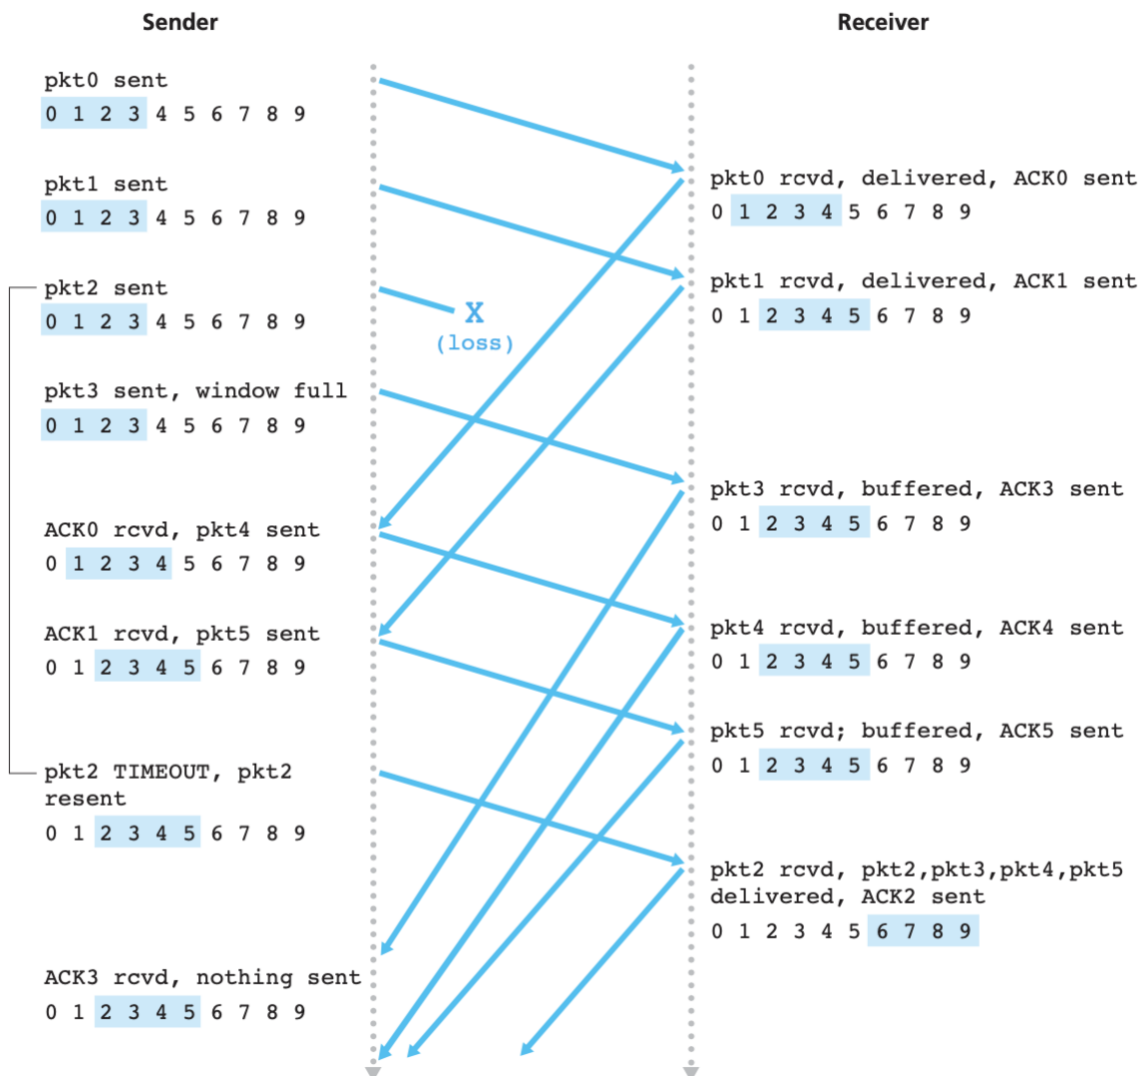 Sender
Receiver
pkt0 sent
0 1 2 3 4 5 6 7 8 9
pkt0 rcvd, delivered, ACK0 sent
0 1 2 3 4 5 6 7 8 9
pkt1 sent
0 1 2 3 4 5 6 7 8 9
pkt1 rcvd, delivered, ACK1 sent
0 1 2 3 4 5 6 7 8 9
pkt2 sent
0 1 2 3 4 5 6 7 8 9
X
(loss)
pkt3 sent, window full
0 1 2 3 4 5 6 7 8 9
pkt3 rcvd, buffered, ACK3 sent
0 1 2 3 4 5 6 7 8 9
ACK0 rcvd, pkt4 sent
0 1 2 3 4 5 6 7 8 9
pkt4 rcvd, buffered, ACK4 sent
0 1 2 3 4 5 6 7 8 9
ACK1 rcvd, pkt5 sent
0 1 2 3 4 5 6 7 8 9
pkt5 rcvd; buffered, ACK5 sent
0 1 2 3 4 5 6 7 8 9
pkt2 TIMEOUT, pkt2
resent
0 1 2 3 4 5 6 7 8 9
pkt2 rcvd, pkt2,pkt3,pkt4,pkt5
delivered, ACK2 sent
0 1 2 3 4 5 6 7 8 9
ACK3 rcvd, nothing sent
0 1 2 3 4 5 6 7 8 9